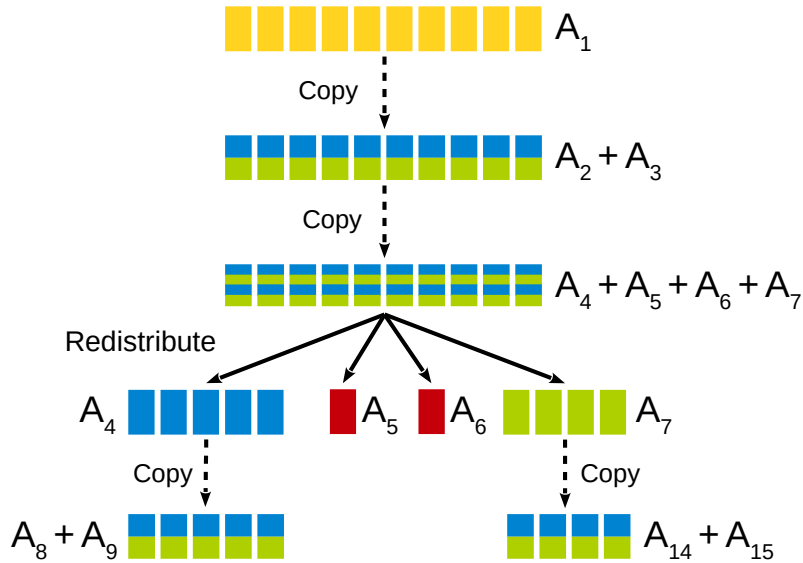 A₁
Copy
A₂ + A₃
Copy
A₄ + A₅ + A₆ + A₇
Redistribute
A₄ A₅ A₆ A₇
Copy Copy
A₈ + A₉ A₁₄ + A₁₅